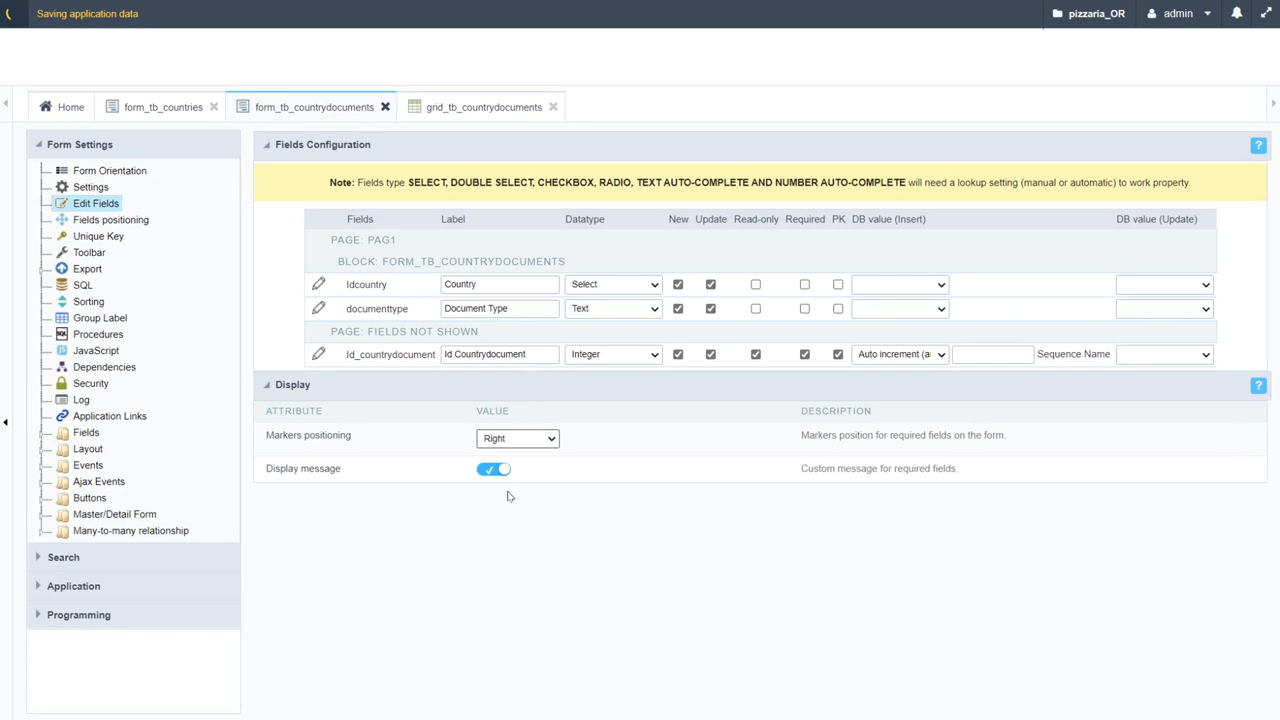 Saving application data
pizzaria_OR
admin
Home
form_tb_countries
form_tb_countrydocuments
grid_tb_countrydocuments
Form Settings
Form Orientation
Settings
Edit Fields
Fields positioning
Unique Key
Toolbar
Export
SQL
Sorting
Group Label
Procedures
JavaScript
Dependencies
Security
Log
Application Links
Fields
Layout
Events
Ajax Events
Buttons
Master/Detail Form
Many-to-many relationship
Search
Application
Programming
Fields Configuration
?
Note: Fields type SELECT, DOUBLE SELECT, CHECKBOX, RADIO, TEXT AUTO-COMPLETE AND NUMBER AUTO-COMPLETE will need a lookup setting (manual or automatic) to work property.
Fields Label Datatype New Update Read-only Required PK DB value (Insert) DB value (Update)
PAGE: PAG1
BLOCK: FORM_TB_COUNTRYDOCUMENTS
Idcountry Country Select
documenttype Document Type Text
PAGE: FIELDS NOT SHOWN
Id_countrydocument Id Countrydocument Integer Auto increment (a Sequence Name
Display
?
ATTRIBUTE VALUE DESCRIPTION
Markers positioning Right Markers position for required fields on the form.
Display message Custom message for required fields.